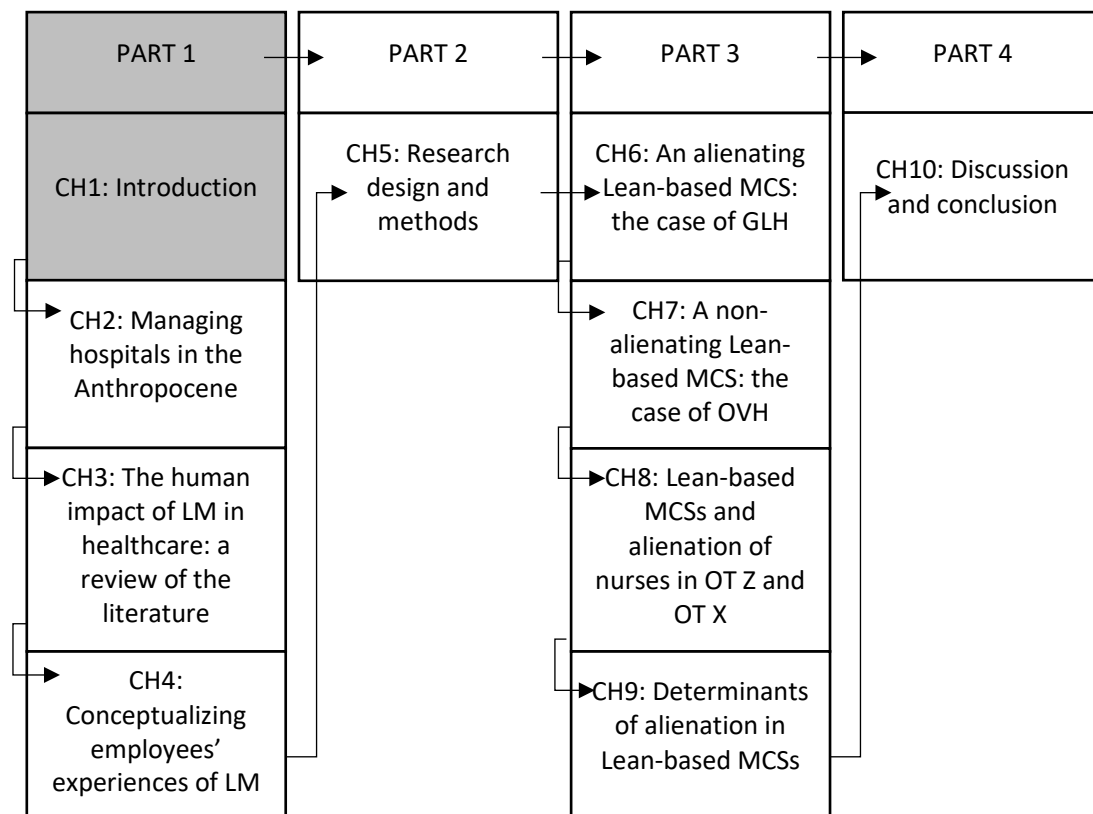 PART 1
CH1: Introduction
CH2: Managing
hospitals in the
Anthropocene
CH3: The human
impact of LM in
healthcare: a
review of the
literature
CH4:
Conceptualizing
employees’
experiences of LM
PART 2
CH5: Research
design and
methods
PART 3
CH6: An alienating
Lean-based MCS:
the case of GLH
CH7: A non-
alienating Lean-
based MCS: the
case of OVH
CH8: Lean-based
MCSs and
alienation of
nurses in OT Z and
OT X
CH9: Determinants
of alienation in
Lean-based MCSs
PART 4
CH10: Discussion
and conclusion